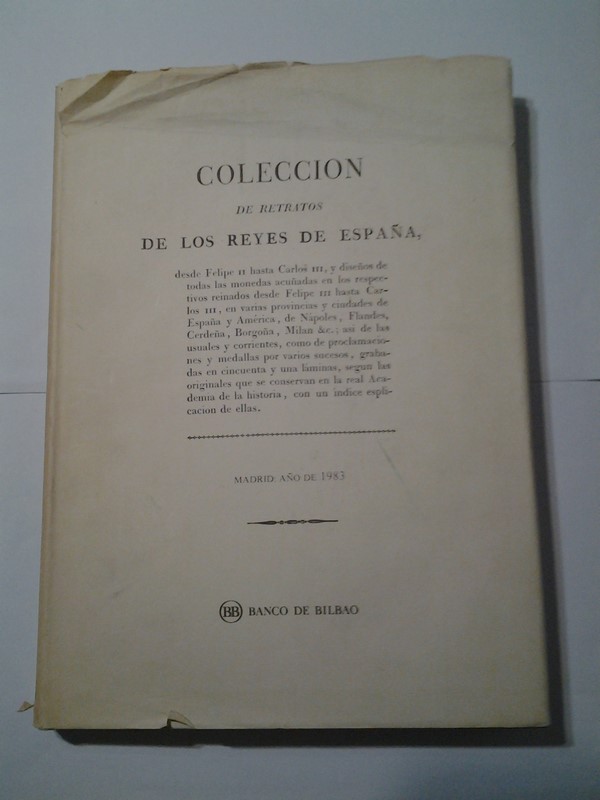 COLECCION
DE RETRATOS
DE LOS REYES DE ESPAÑA,
desde Felipe II hasta Carlos III, y diseños de
todas las monedas acuñadas en los respec-
tivos reinados desde Felipe III hasta Car-
los III, en varias provincias y ciudades de
España y América, de Nápoles, Flandes,
Cerdeña, Borgoña, Milan &c.; asi de las
usuales y corrientes, como de proclamacio-
nes y medallas por varios sucesos, graba-
das en cincuenta y una laminas, segun las
originales que se conservan en la real Aca-
demia de la historia, con un indice espli-
cacion de ellas.
MADRID: AÑO DE 1983
BB BANCO DE BILBAO